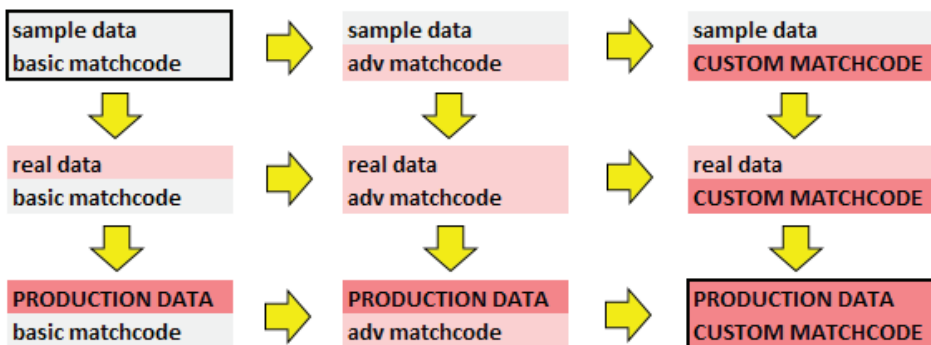 sample data
basic matchcode
sample data
adv matchcode
sample data
CUSTOM MATCHCODE
real data
basic matchcode
real data
adv matchcode
real data
CUSTOM MATCHCODE
PRODUCTION DATA
basic matchcode
PRODUCTION DATA
adv matchcode
PRODUCTION DATA
CUSTOM MATCHCODE